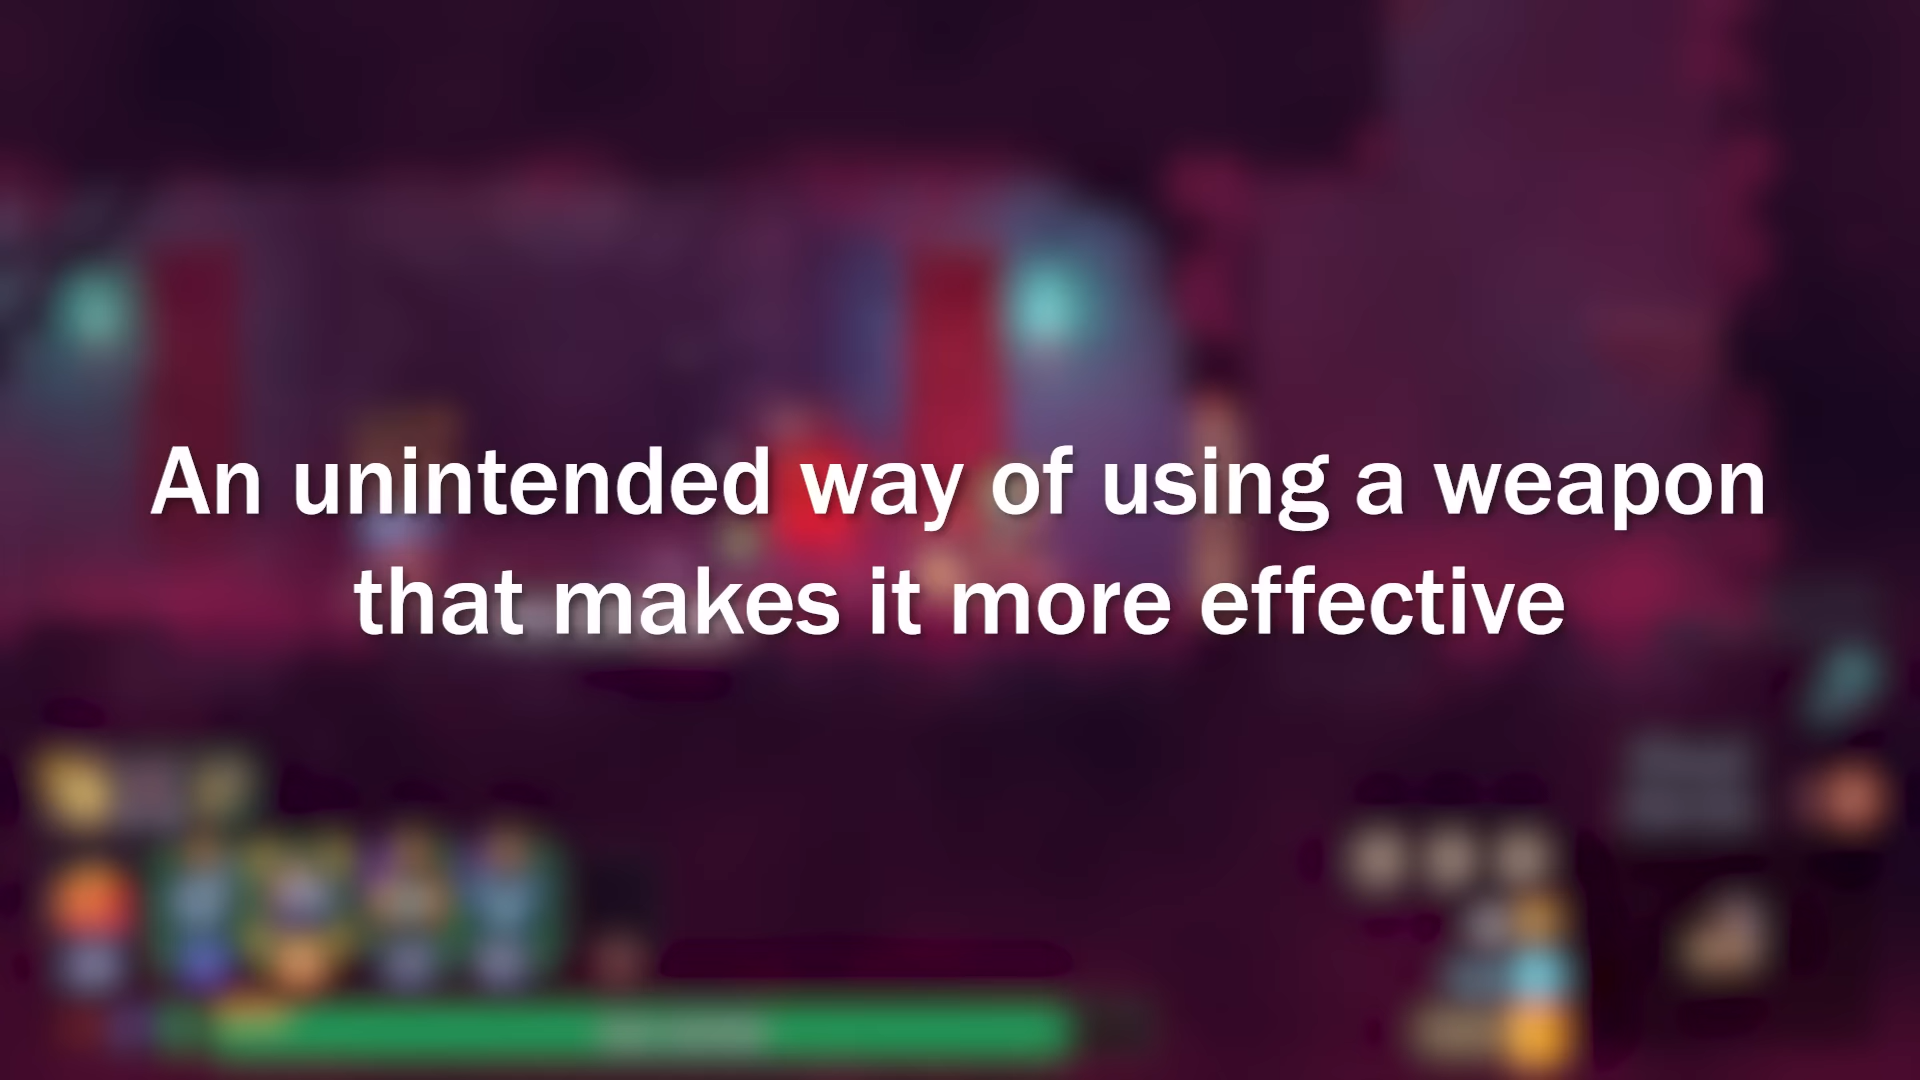 An unintended way of using a weapon
that makes it more effective